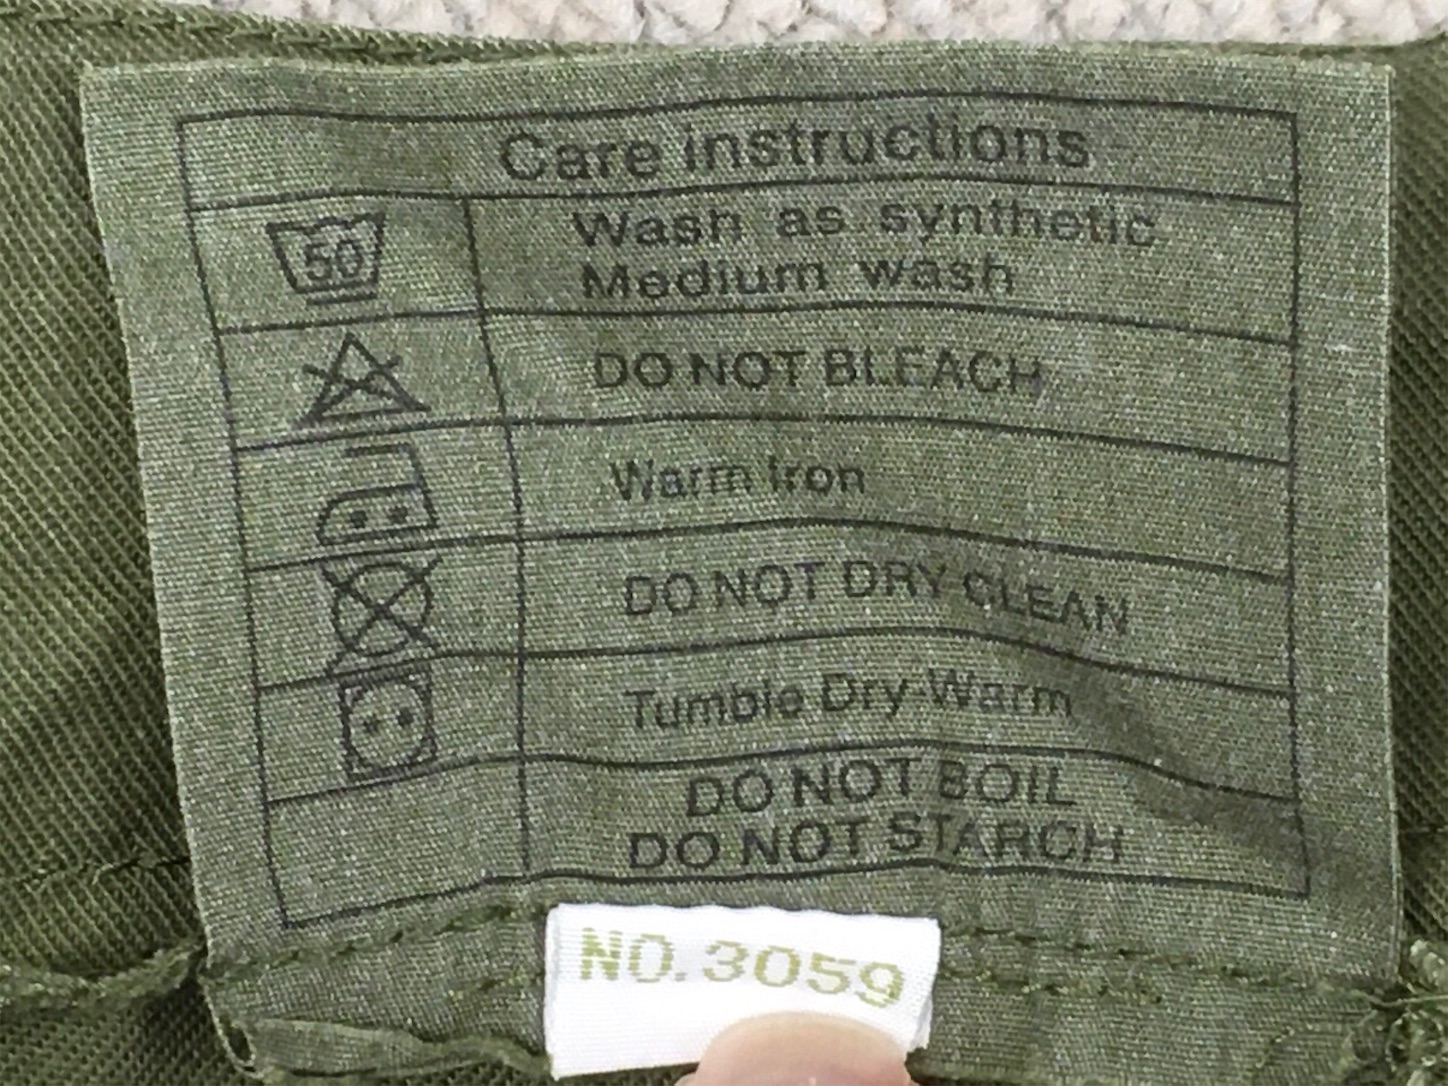 Care instructions
50
Wash as synthetic
Medium wash
DO NOT BLEACH
Warm Iron
DO NOT DRY CLEAN
Tumble Dry-Warm
DO NOT BOIL
DO NOT STARCH
NO.3059